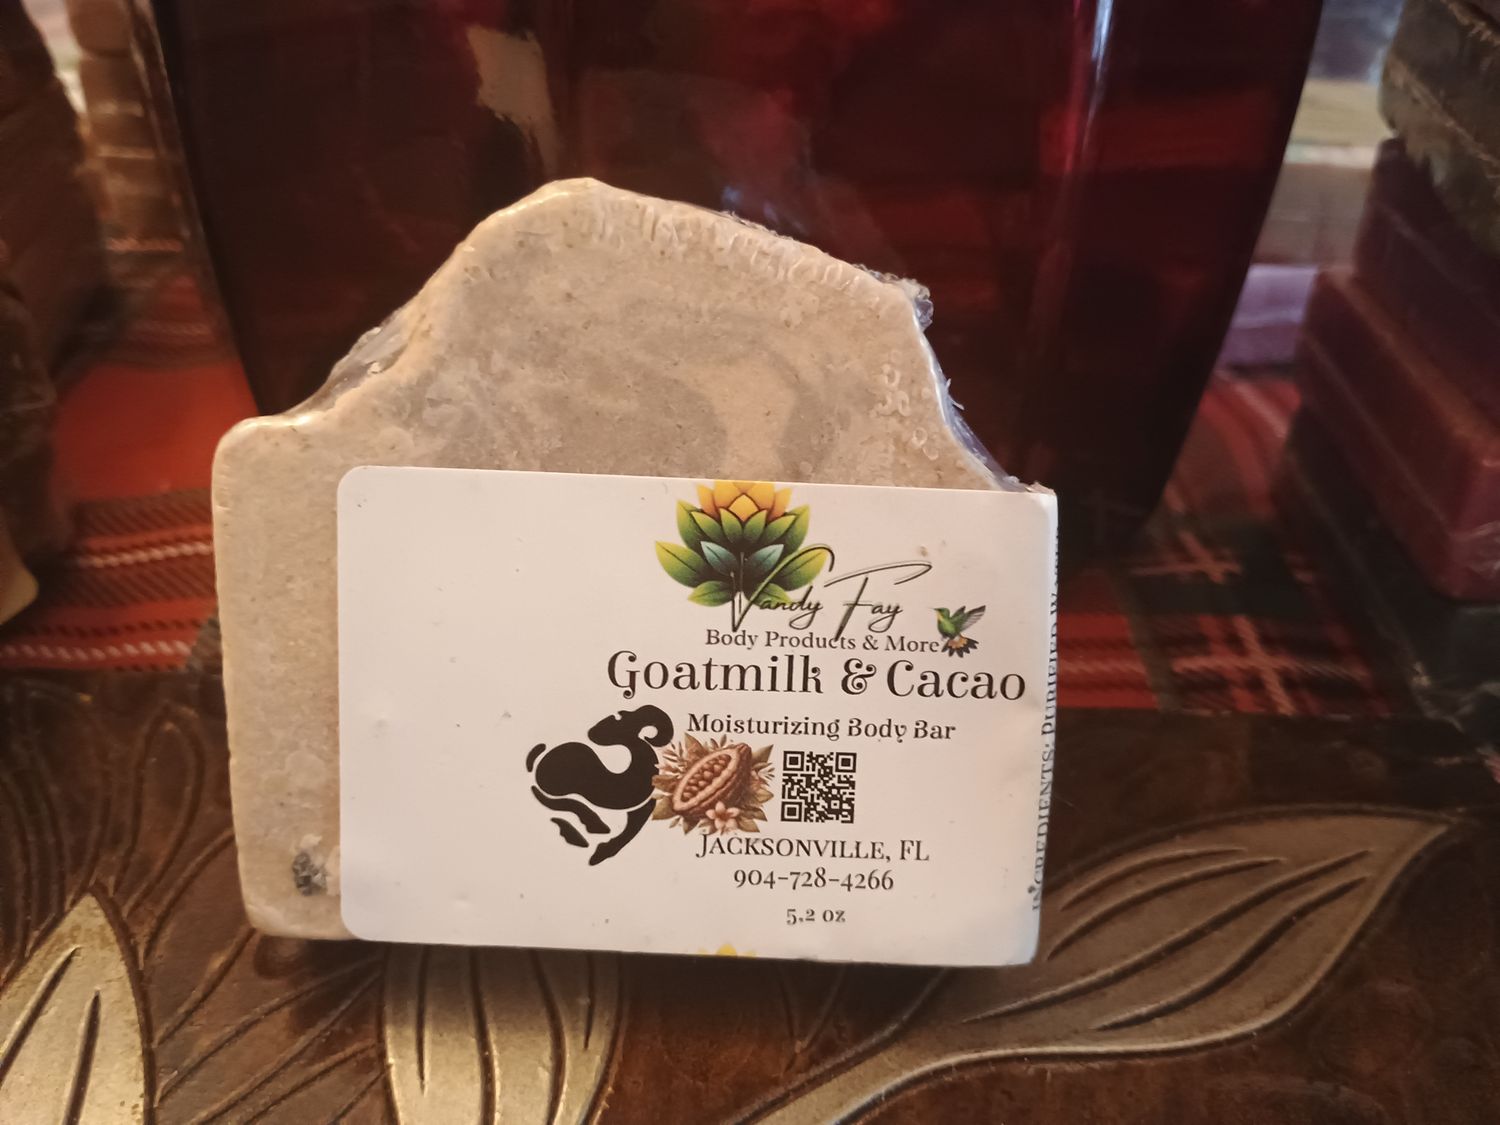 Vandy Fay
Body Products & More
Goatmilk & Cacao
Moisturizing Body Bar
JACKSONVILLE, FL
904-728-4266
5.2 oz
INGREDIENTS: PURIFIED